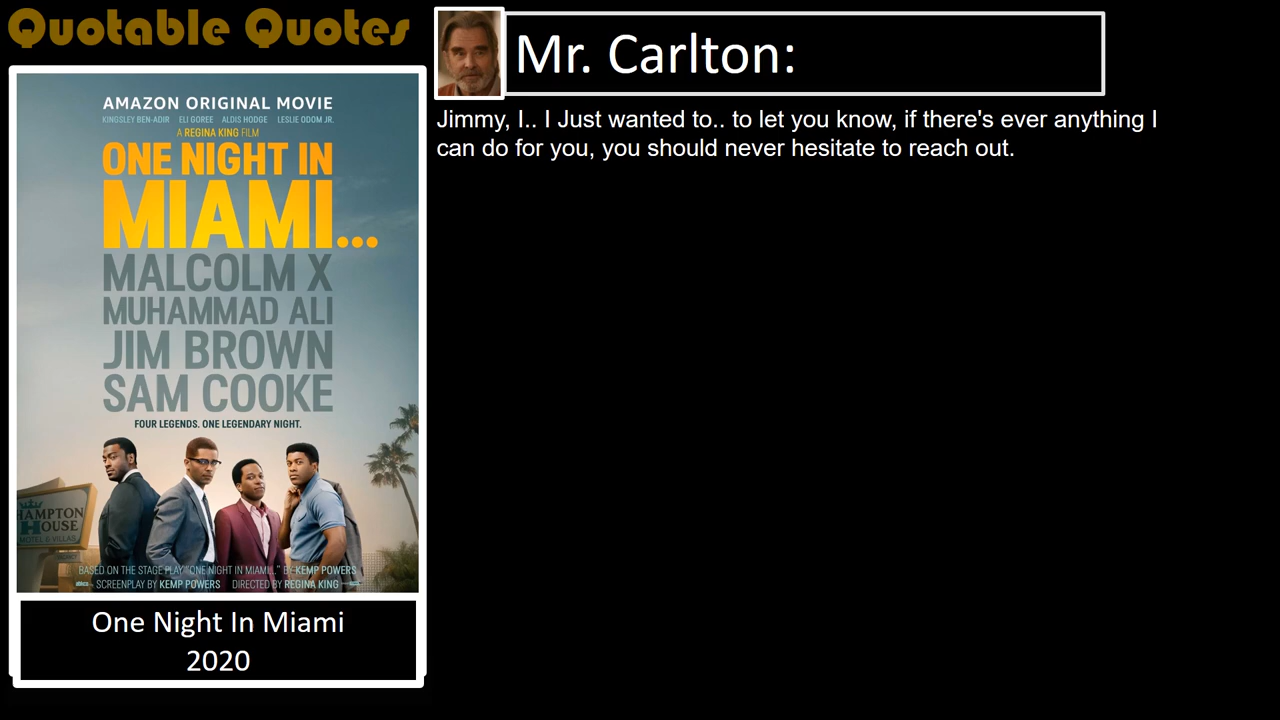 Quotable Quotes
Mr. Carlton:
Jimmy, I.. I Just wanted to.. to let you know, if there's ever anything I
can do for you, you should never hesitate to reach out.
AMAZON ORIGINAL MOVIE
KINGSLEY BEN-ADIR ELI GOREE ALDIS HODGE LESLIE ODOM JR.
A REGINA KING FILM
ONE NIGHT IN
MIAMI...
MALCOLM X
MUHAMMAD ALI
JIM BROWN
SAM COOKE
FOUR LEGENDS. ONE LEGENDARY NIGHT.
HAMPTON
HOUSE
MOTEL & VILLAS
BASED ON THE STAGE PLAY "ONE NIGHT IN MIAMI..." BY KEMP POWERS
SCREENPLAY BY KEMP POWERS DIRECTED BY REGINA KING
One Night In Miami
2020